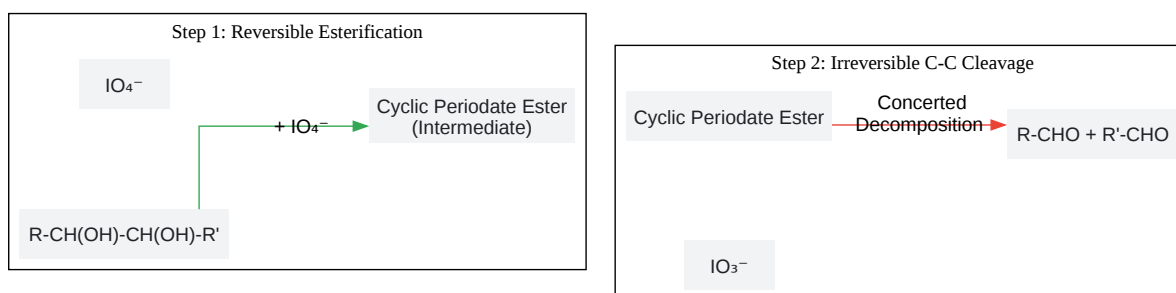 Step 1: Reversible Esterification
IO₄⁻
Cyclic Periodate Ester
(Intermediate)
+ IO₄⁻
R-CH(OH)-CH(OH)-R'
Step 2: Irreversible C-C Cleavage
Cyclic Periodate Ester
Concerted
Decomposition
R-CHO + R'-CHO
IO₃⁻